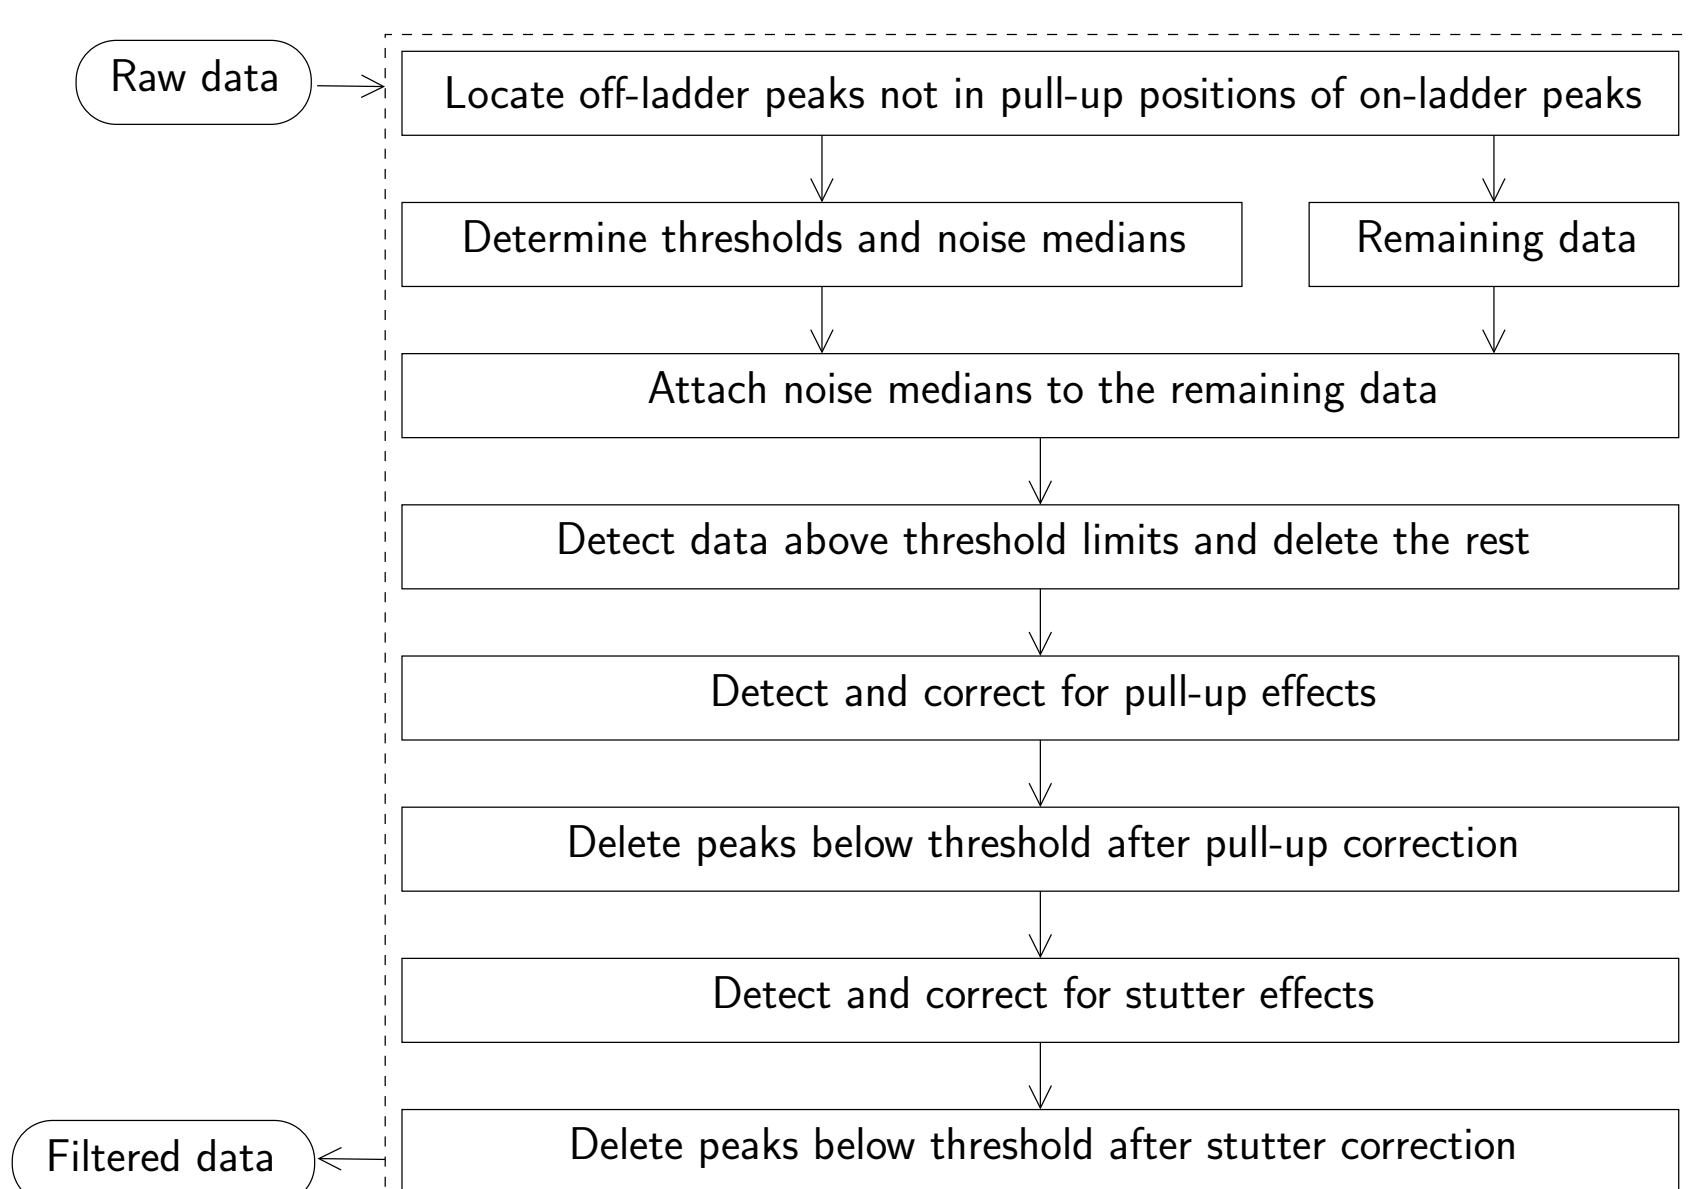 Raw data
Locate off-ladder peaks not in pull-up positions of on-ladder peaks
Determine thresholds and noise medians
Remaining data
Attach noise medians to the remaining data
Detect data above threshold limits and delete the rest
Detect and correct for pull-up effects
Delete peaks below threshold after pull-up correction
Detect and correct for stutter effects
Delete peaks below threshold after stutter correction
Filtered data